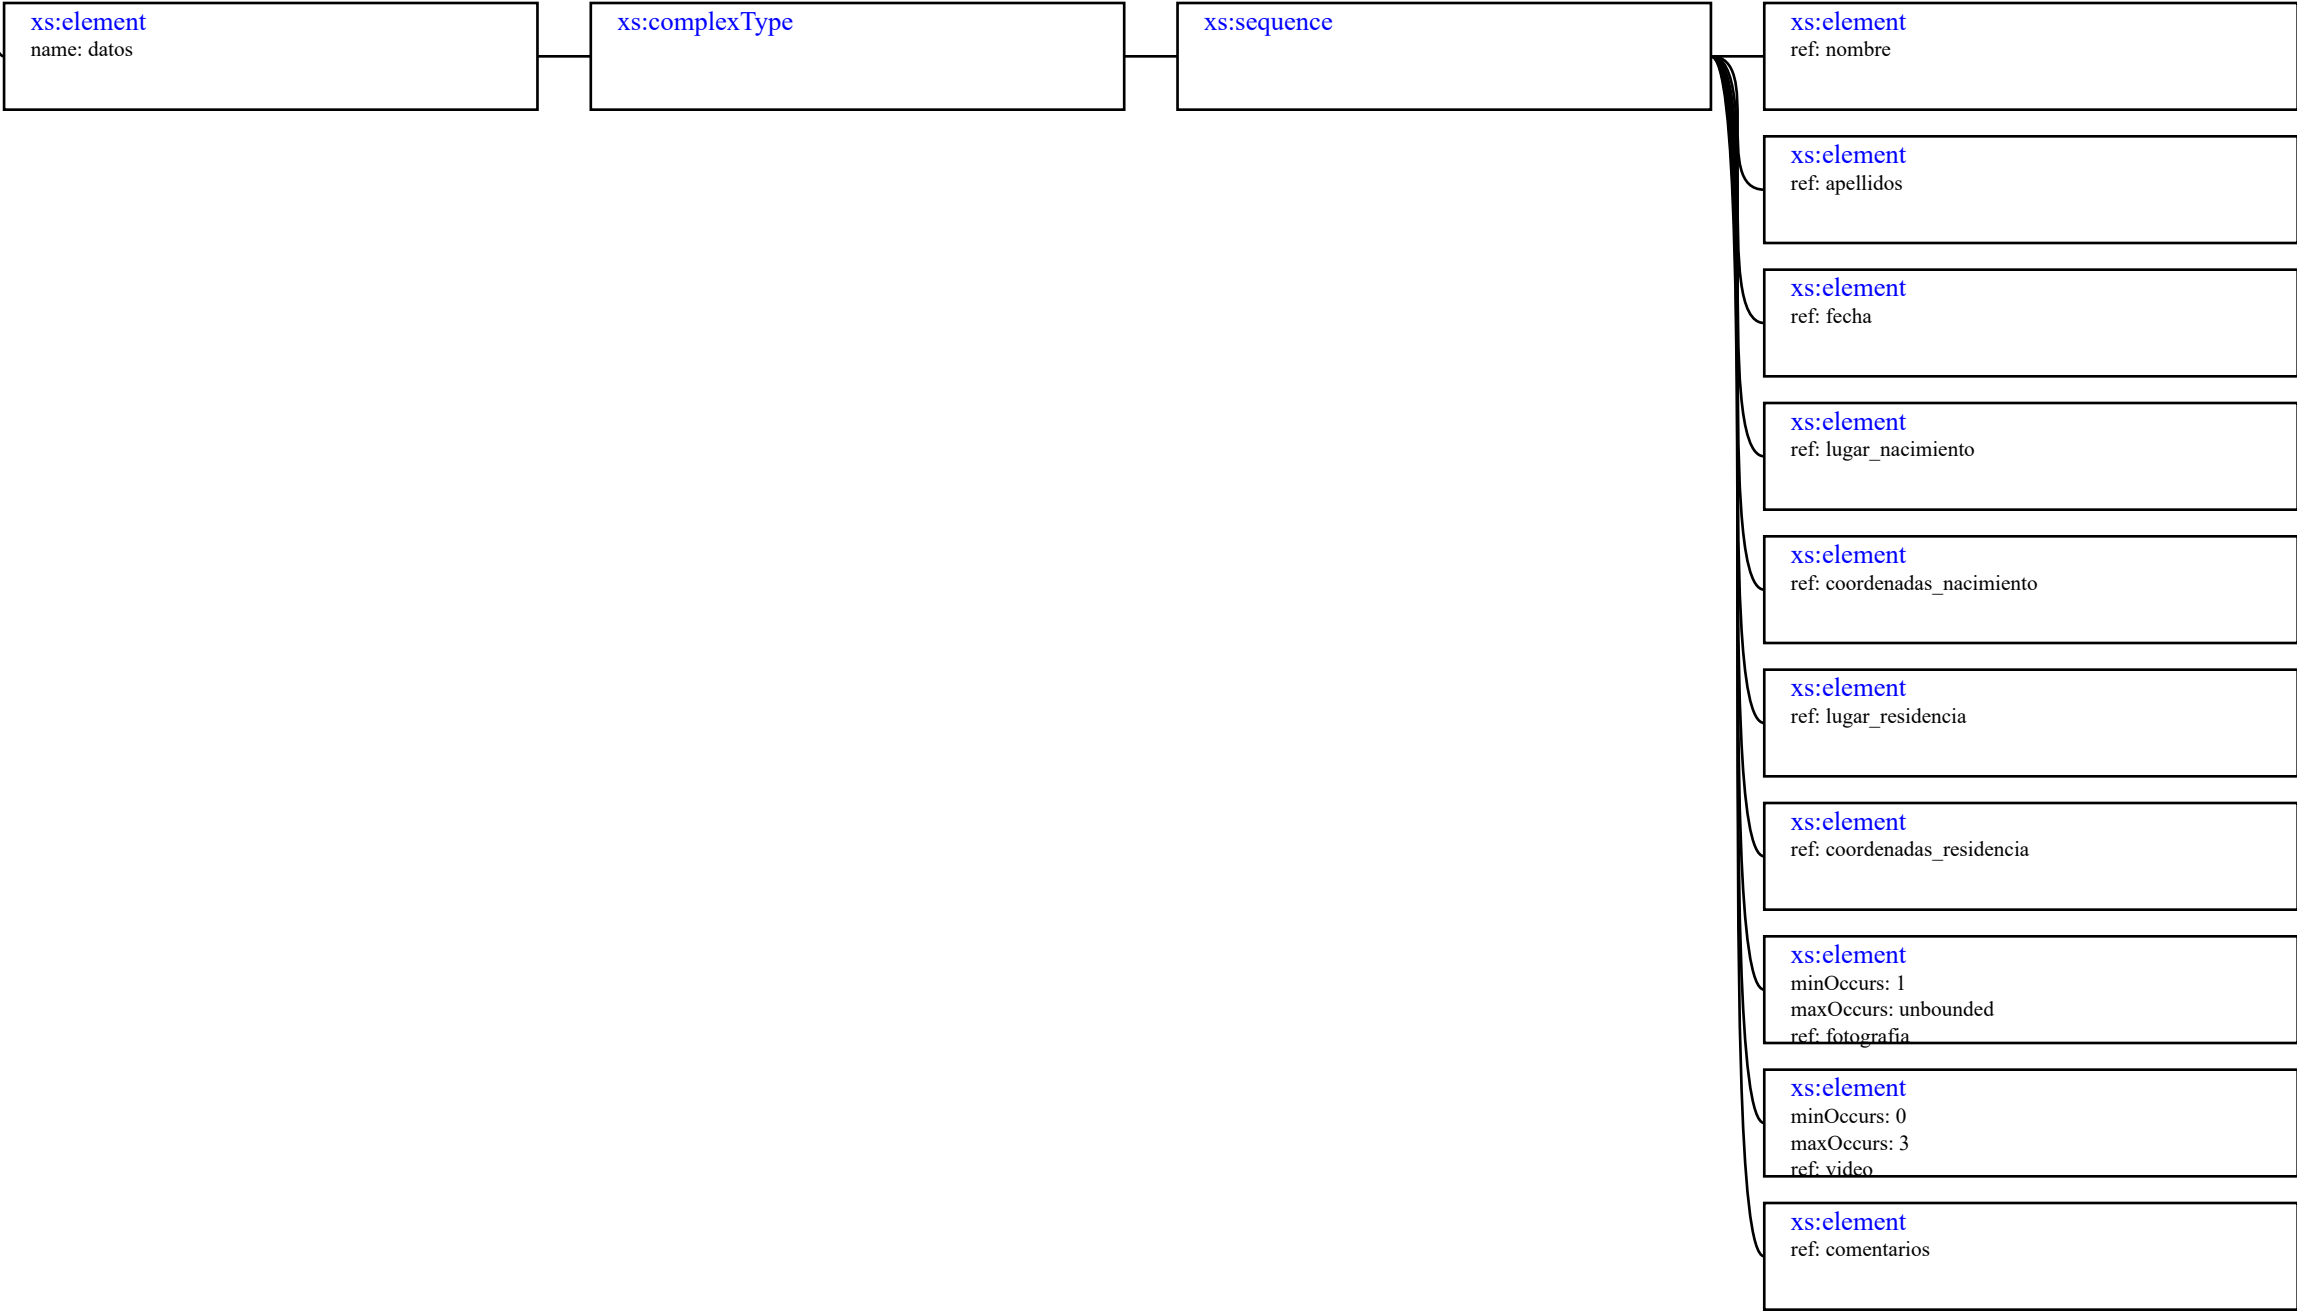 xs:element
name: datos
xs:complexType
xs:sequence
xs:element
ref: nombre
xs:element
ref: apellidos
xs:element
ref: fecha
xs:element
ref: lugar_nacimiento
xs:element
ref: coordenadas_nacimiento
xs:element
ref: lugar_residencia
xs:element
ref: coordenadas_residencia
xs:element
minOccurs: 1
maxOccurs: unbounded
ref: fotografia
xs:element
minOccurs: 0
maxOccurs: 3
ref: video
xs:element
ref: comentarios